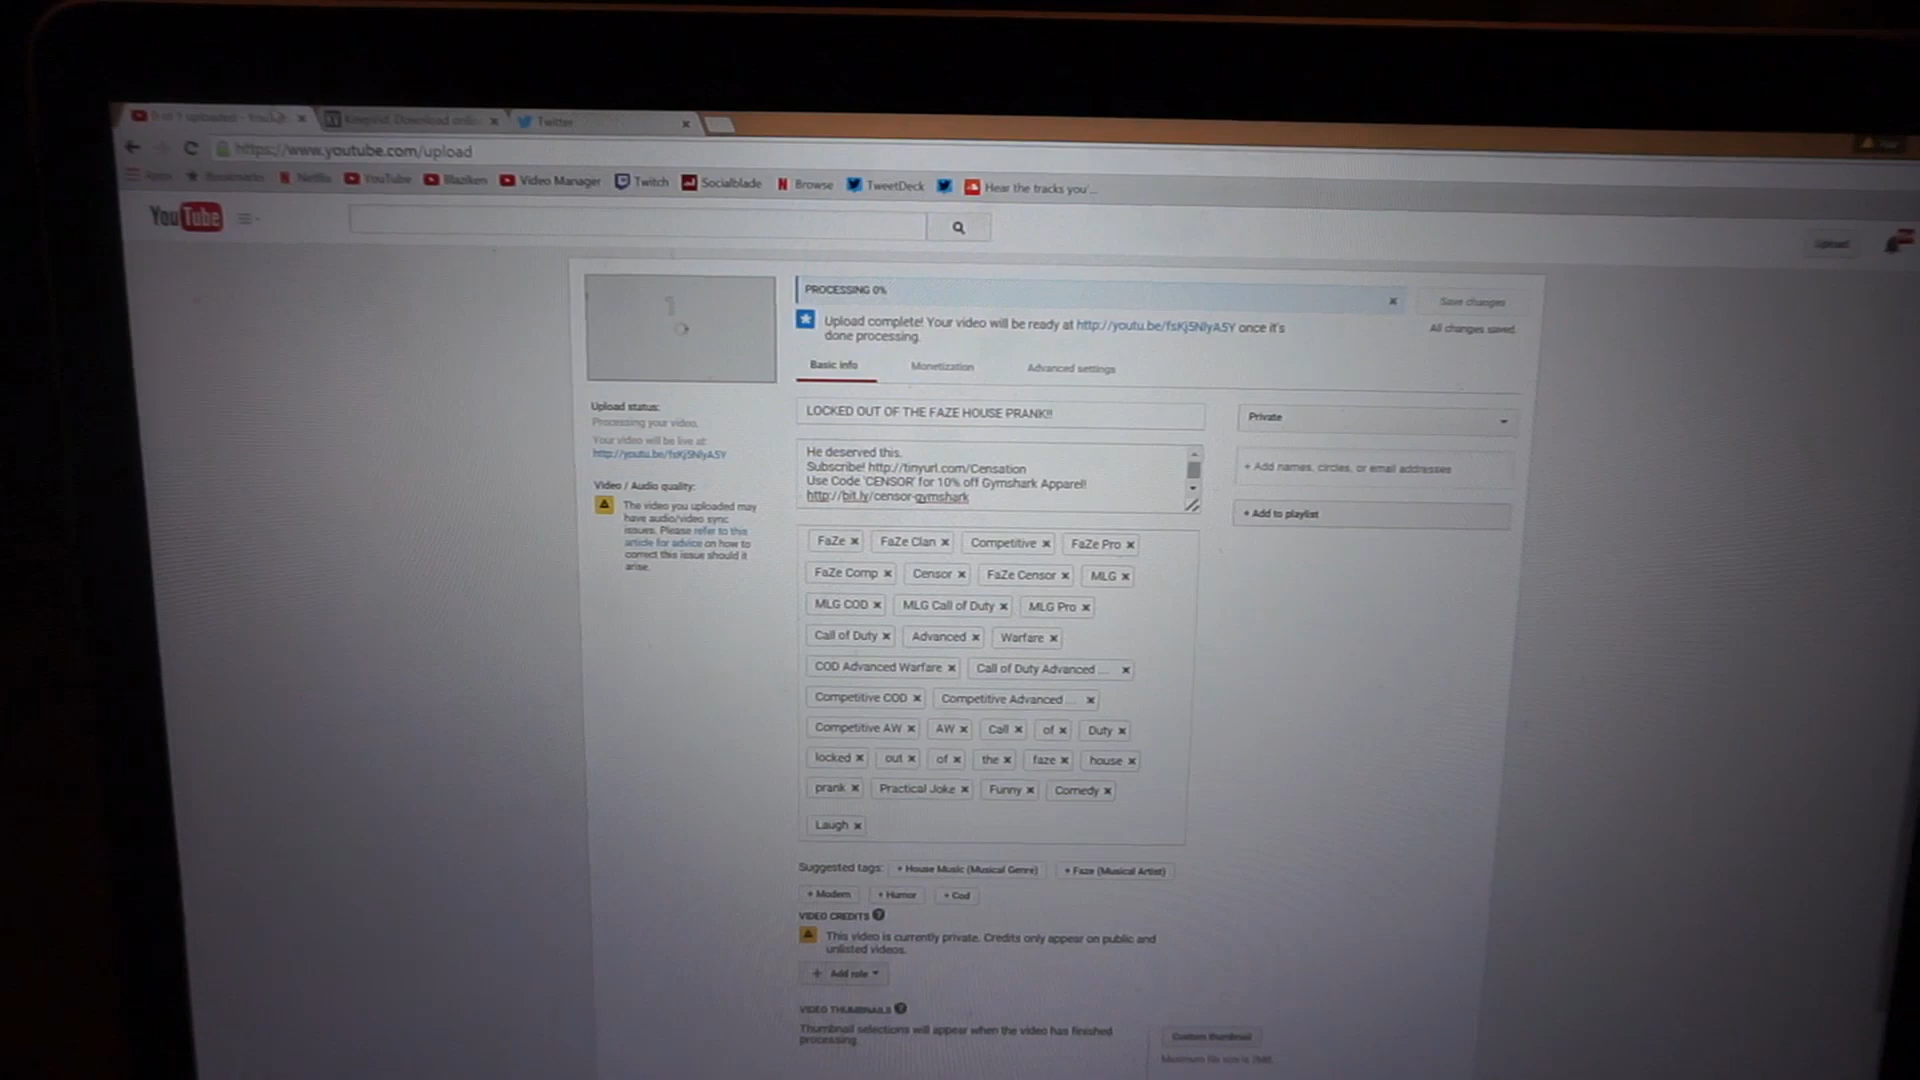 0 of 1 uploaded - YouTube
KeepVid: Download onlin
Twitter
https://www.youtube.com/upload
Apps Bookmarks Netflix YouTube Blaziken Video Manager Twitch Socialblade Browse TweetDeck Hear the tracks you'...
YouTube
Upload
PROCESSING 0%
Save changes
Upload complete! Your video will be ready at http://youtu.be/fsKj5NlyA5Y once it's
done processing.
All changes saved.
Basic info Monetization Advanced settings
Upload status:
Processing your video.
Your video will be live at:
http://youtu.be/fsKj5NlyA5Y
Video / Audio quality:
The video you uploaded may
have audio/video sync
issues. Please refer to this
article for advice on how to
correct this issue should it
arise.
LOCKED OUT OF THE FAZE HOUSE PRANK!!
Private
He deserved this.
Subscribe! http://tinyurl.com/Censation
Use Code 'CENSOR' for 10% off Gymshark Apparel!
http://bit.ly/censor-gymshark
+ Add names, circles, or email addresses
+ Add to playlist
FaZe x FaZe Clan x Competitive x FaZe Pro x
FaZe Comp x Censor x FaZe Censor x MLG x
MLG COD x MLG Call of Duty x MLG Pro x
Call of Duty x Advanced x Warfare x
COD Advanced Warfare x Call of Duty Advanced ... x
Competitive COD x Competitive Advanced ... x
Competitive AW x AW x Call x of x Duty x
locked x out x of x the x faze x house x
prank x Practical Joke x Funny x Comedy x
Laugh x
Suggested tags: + House Music (Musical Genre) + Faze (Musical Artist)
+ Modern + Humor + Cod
VIDEO CREDITS ?
This video is currently private. Credits only appear on public and
unlisted videos.
+ Add role
VIDEO THUMBNAILS ?
Thumbnail selections will appear when the video has finished
processing.
Custom thumbnail
Maximum file size is 2MB.